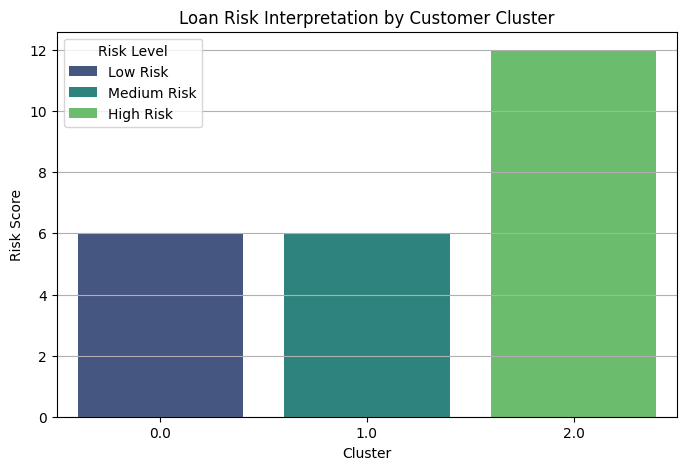 Loan Risk Interpretation by Customer Cluster
Risk Level
Low Risk
Medium Risk
High Risk
Risk Score
12
10
8
6
4
2
0
0.0
1.0
2.0
Cluster